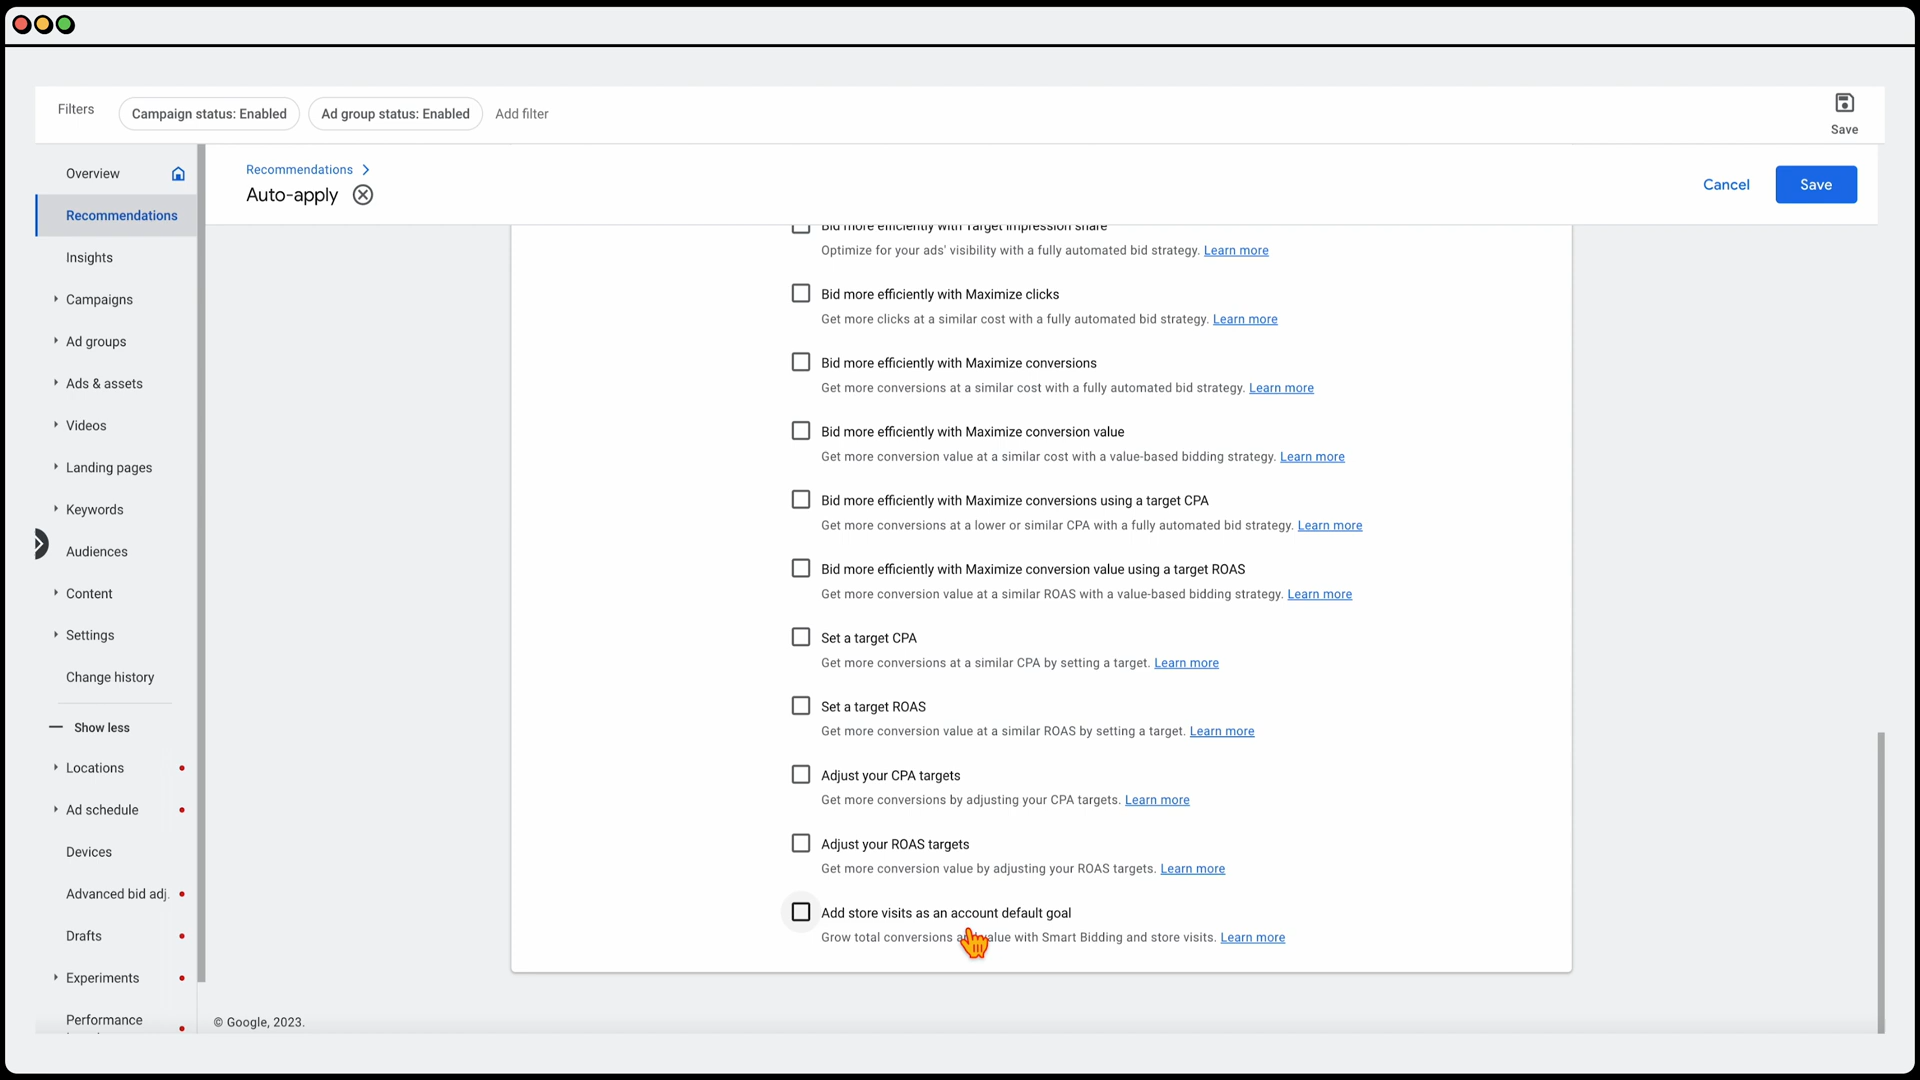 Filters
Campaign status: Enabled
Ad group status: Enabled
Add filter
Save
Overview
Recommendations
Insights
Campaigns
Ad groups
Ads & assets
Videos
Landing pages
Keywords
Audiences
Content
Settings
Change history
Show less
Locations
Ad schedule
Devices
Advanced bid adj.
Drafts
Experiments
Performance
Recommendations
Auto-apply
Cancel
Save
Bid more efficiently with Target impression share
Optimize for your ads' visibility with a fully automated bid strategy. Learn more
Bid more efficiently with Maximize clicks
Get more clicks at a similar cost with a fully automated bid strategy. Learn more
Bid more efficiently with Maximize conversions
Get more conversions at a similar cost with a fully automated bid strategy. Learn more
Bid more efficiently with Maximize conversion value
Get more conversion value at a similar cost with a value-based bidding strategy. Learn more
Bid more efficiently with Maximize conversions using a target CPA
Get more conversions at a lower or similar CPA with a fully automated bid strategy. Learn more
Bid more efficiently with Maximize conversion value using a target ROAS
Get more conversion value at a similar ROAS with a value-based bidding strategy. Learn more
Set a target CPA
Get more conversions at a similar CPA by setting a target. Learn more
Set a target ROAS
Get more conversion value at a similar ROAS by setting a target. Learn more
Adjust your CPA targets
Get more conversions by adjusting your CPA targets. Learn more
Adjust your ROAS targets
Get more conversion value by adjusting your ROAS targets. Learn more
Add store visits as an account default goal
Grow total conversions and value with Smart Bidding and store visits. Learn more
© Google, 2023.